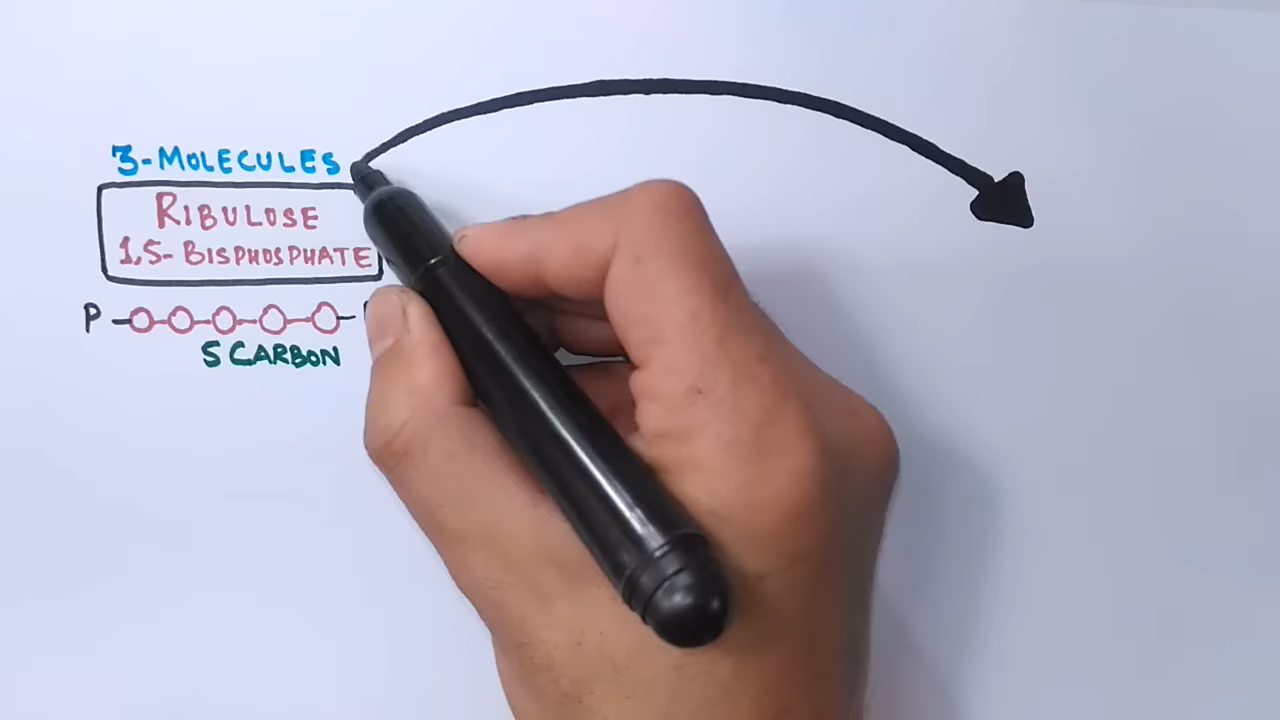 3-MOLECULES
RIBULOSE
1,5-BISPHOSPHATE
P
5 CARBON